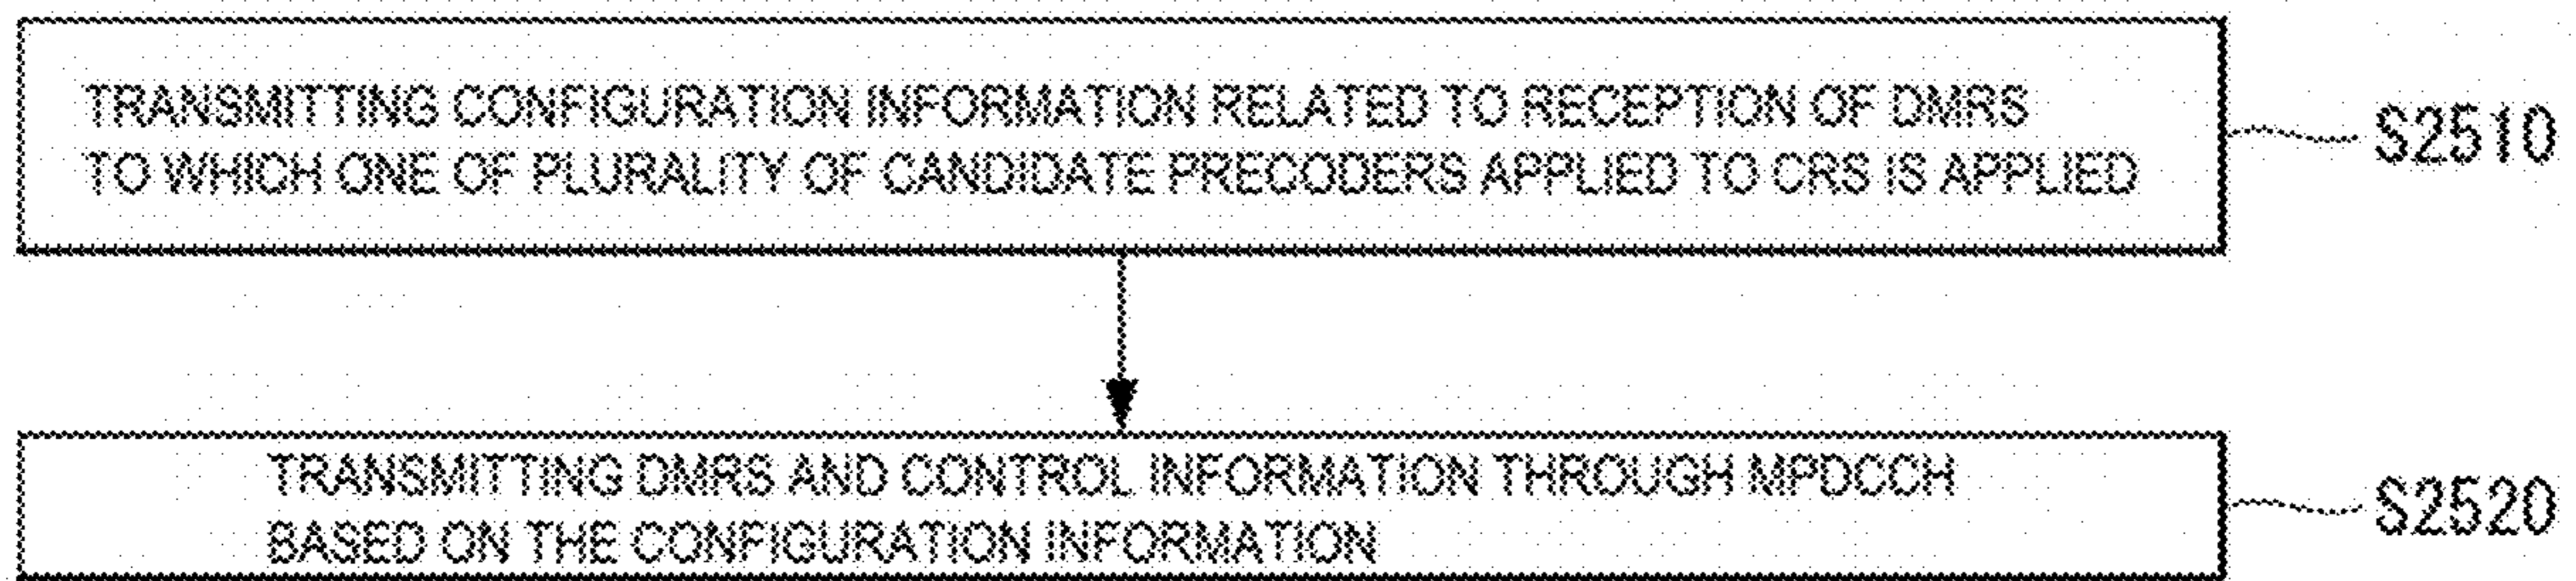 TRANSMITTING CONFIGURATION INFORMATION RELATED TO RECEPTION OF DMRS
TO WHICH ONE OF PLURALITY OF CANDIDATE PRECODERS APPLIED TO CRS IS APPLIED
S2510
TRANSMITTING DMRS AND CONTROL INFORMATION THROUGH MPDCCH
BASED ON THE CONFIGURATION INFORMATION
S2520